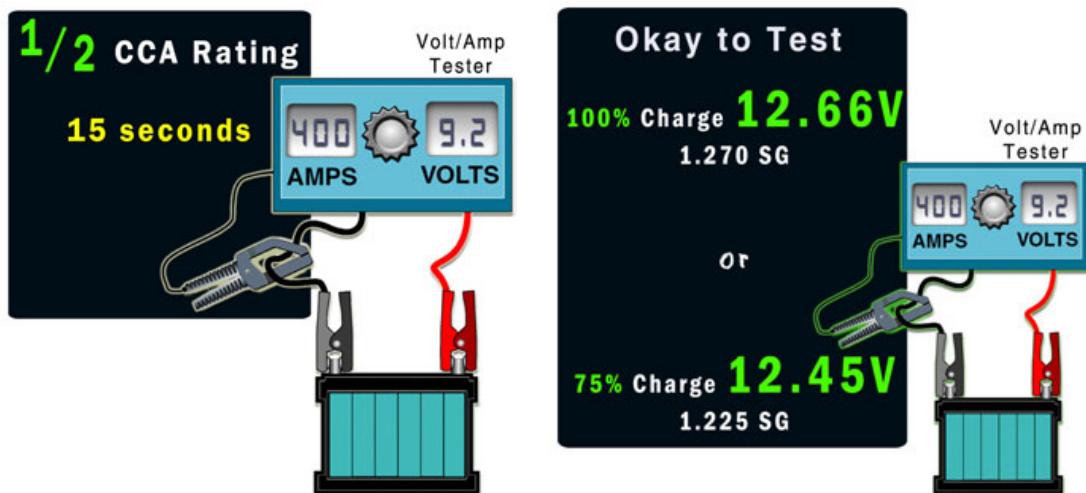 1/2 CCA Rating
15 seconds
Volt/Amp
Tester
400 9.2
AMPS VOLTS
Okay to Test
100% Charge 12.66V
1.270 SG
or
75% Charge 12.45V
1.225 SG
Volt/Amp
Tester
400 9.2
AMPS VOLTS